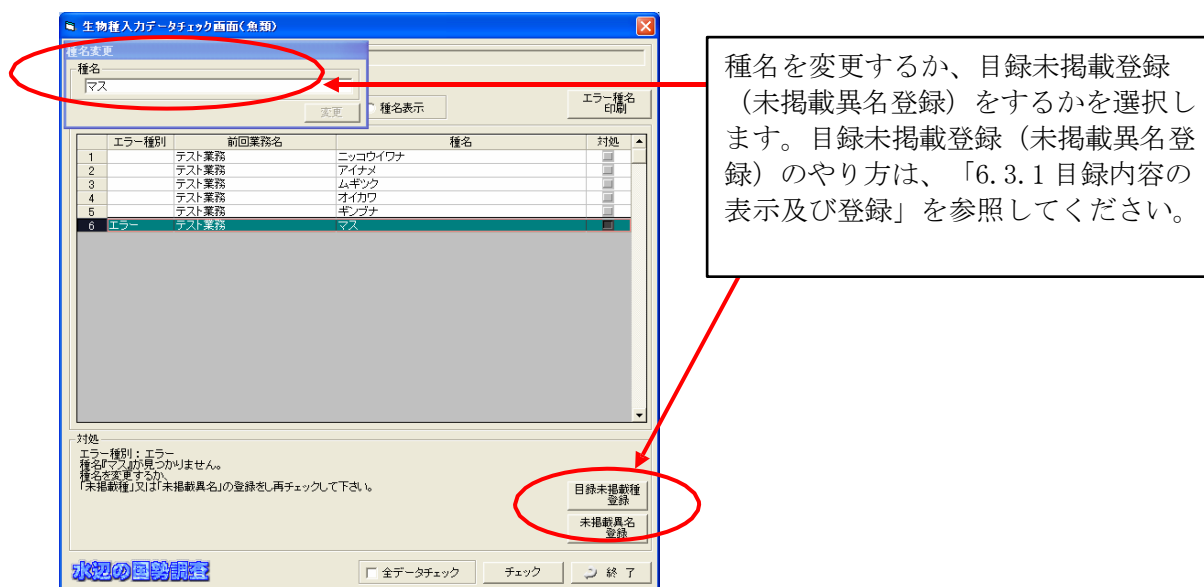 生物種入力データチェック画面(魚類)
種名変更
種名
マス
変更
種名表示
エラー種名
印刷
エラー種別 前回業務名 種名 対処
1 テスト業務 ニッコウイワナ
2 テスト業務 アイナメ
3 テスト業務 ムギツク
4 テスト業務 オイカワ
5 テスト業務 ギンブナ
6 エラー テスト業務 マス
対処
エラー種別：エラー
種名『マス』が見つかりません。
種名を変更するか、
「未掲載種」又は「未掲載異名」の登録をし再チェックして下さい。
目録未掲載種
登録
未掲載異名
登録
水辺の国勢調査
全データチェック
チェック
終 了
種名を変更するか、目録未掲載登録
（未掲載異名登録）をするかを選択し
ます。目録未掲載登録（未掲載異名登
録）のやり方は、「6.3.1 目録内容の
表示及び登録」を参照してください。